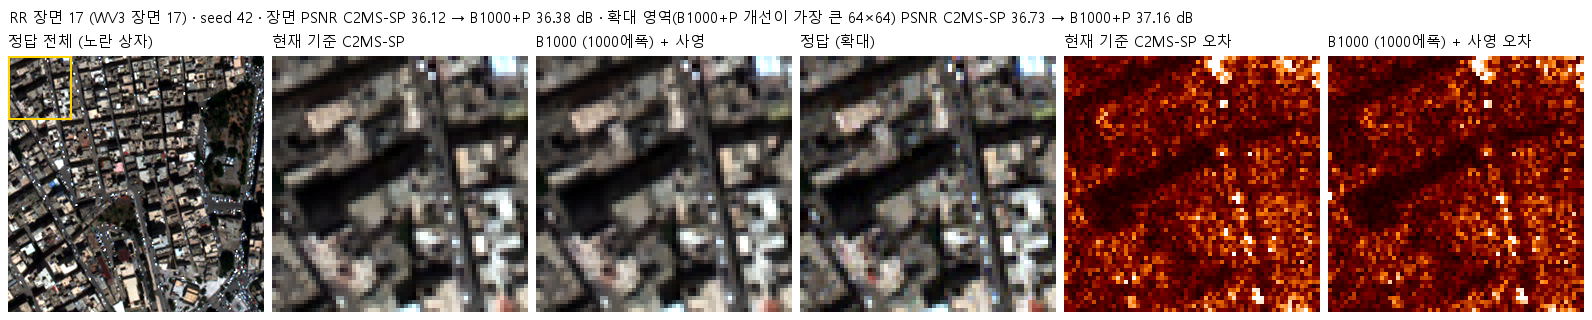 RR 장면 17 (WV3 장면 17) · seed 42 · 장면 PSNR C2MS-SP 36.12 → B1000+P 36.38 dB · 확대 영역(B1000+P 개선이 가장 큰 64×64) PSNR C2MS-SP 36.73 → B1000+P 37.16 dB
정답 전체 (노란 상자)
현재 기준 C2MS-SP
B1000 (1000에폭) + 사영
정답 (확대)
현재 기준 C2MS-SP 오차
B1000 (1000에폭) + 사영 오차